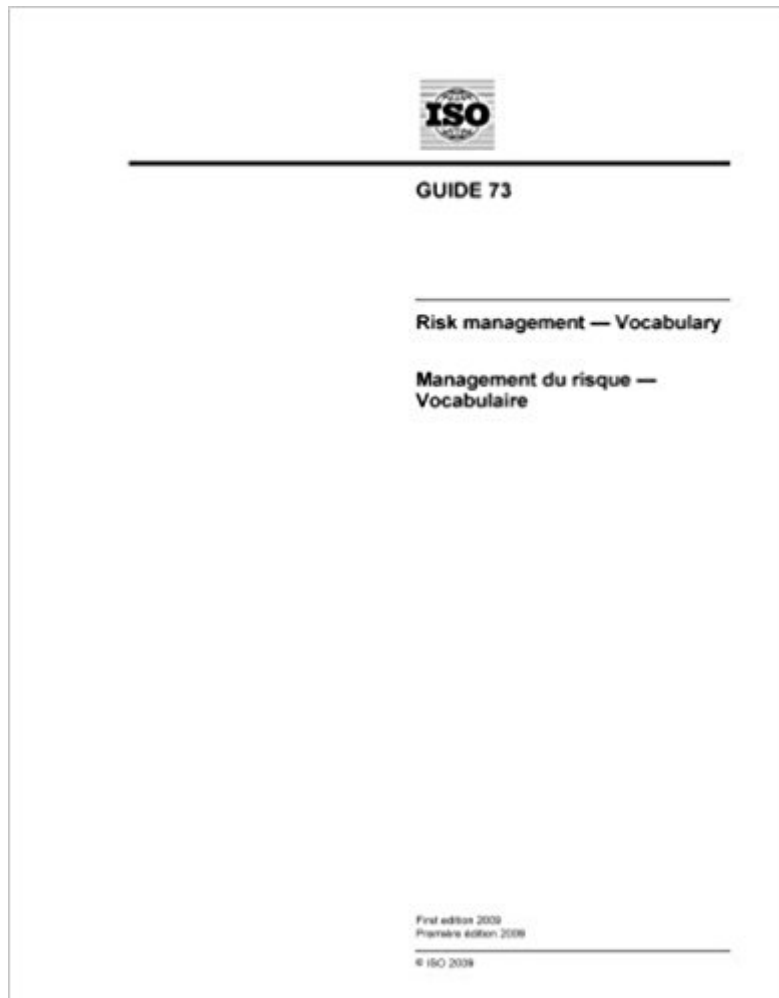 ISO
GUIDE 73
Risk management — Vocabulary
Management du risque —
Vocabulaire
First edition 2009
Première édition 2009
© ISO 2009